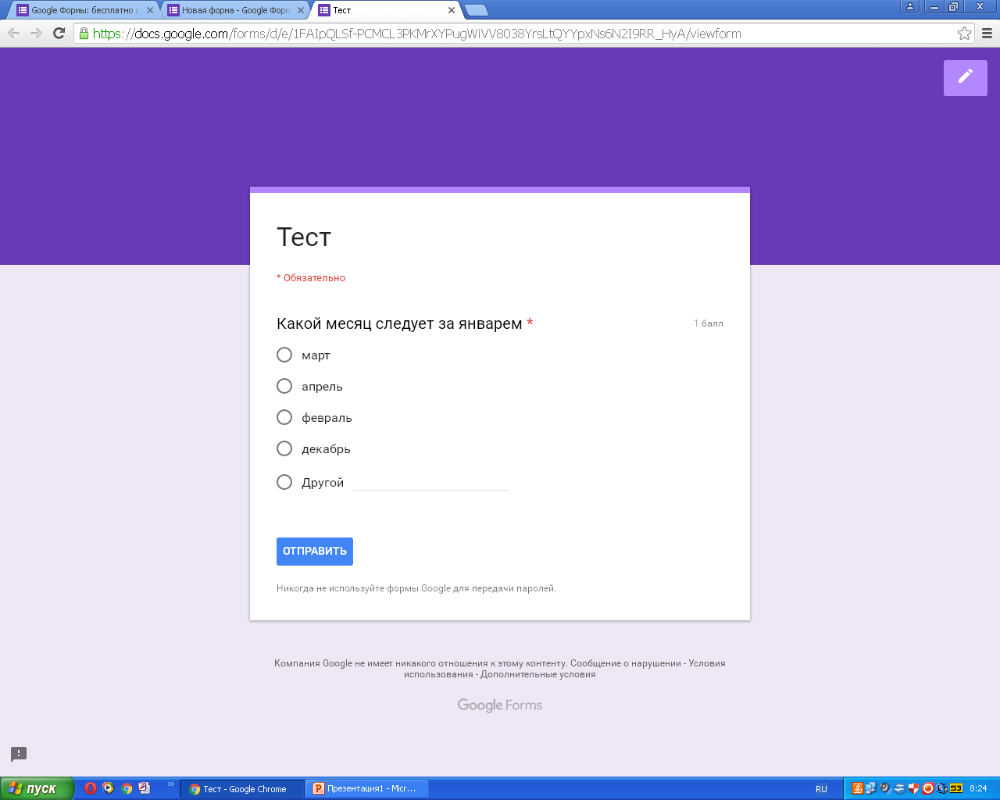 Google Формы: бесплатно с
Новая форма - Google Форм
Тест
https://docs.google.com/forms/d/e/1FAIpQLSf-PCMCL3PKMrXYPugWiVV8038YrsLtQYYpxNs6N2I9RR_HyA/viewform
Тест
* Обязательно
Какой месяц следует за январем *
1 балл
март
апрель
февраль
декабрь
Другой
ОТПРАВИТЬ
Никогда не используйте формы Google для передачи паролей.
Компания Google не имеет никакого отношения к этому контенту. Сообщение о нарушении - Условия
использования - Дополнительные условия
Google Forms
пуск
Тест - Google Chrome
Презентация1 - Micr...
RU
8:24